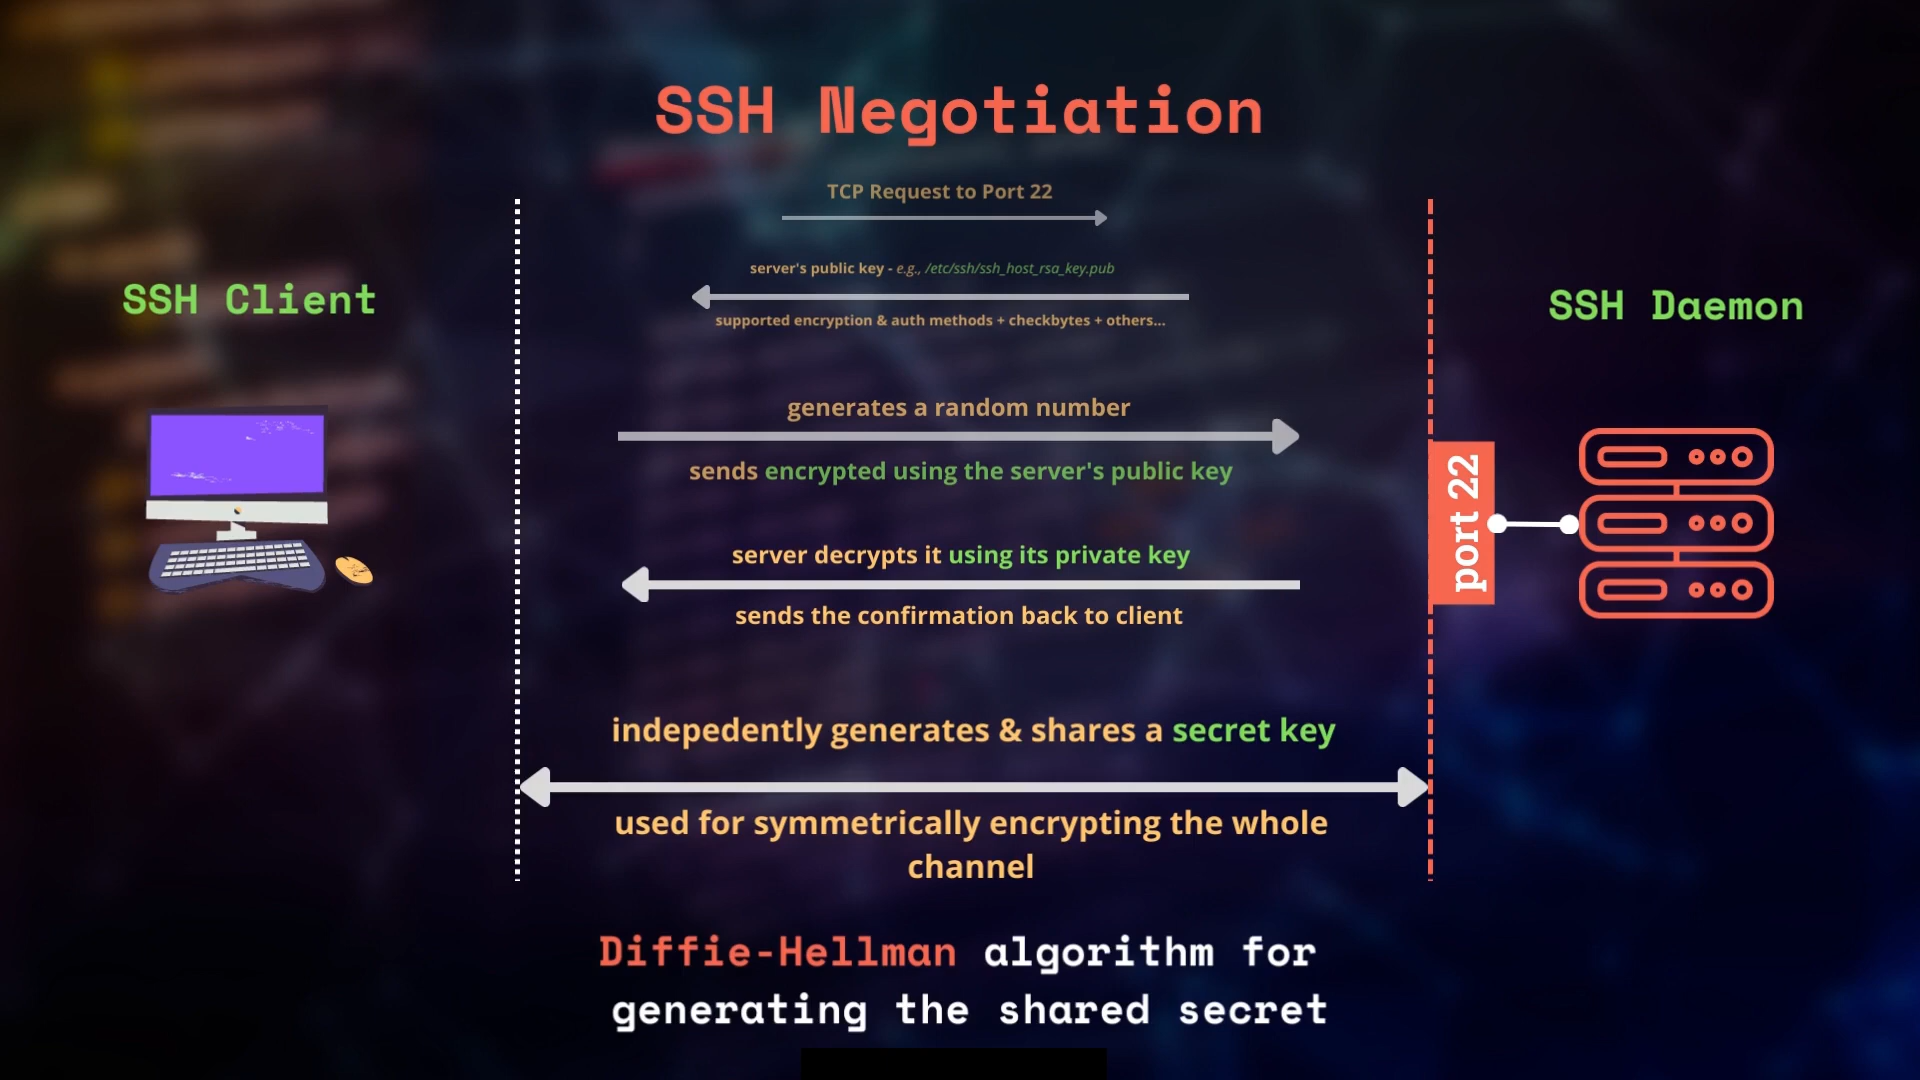 SSH Negotiation
TCP Request to Port 22
server's public key - e.g., /etc/ssh/ssh_host_rsa_key.pub
supported encryption & auth methods + checkbytes + others...
SSH Client
SSH Daemon
generates a random number
sends encrypted using the server's public key
port 22
server decrypts it using its private key
sends the confirmation back to client
indepedently generates & shares a secret key
used for symmetrically encrypting the whole
channel
Diffie-Hellman algorithm for
generating the shared secret